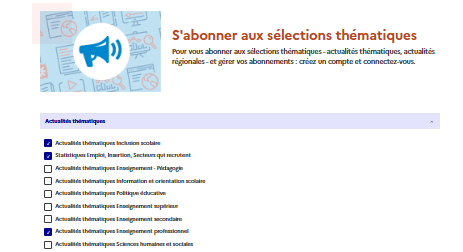 S'abonner aux sélections thématiques
Pour vous abonner aux sélections thématiques - actualités thématiques, actualités
régionales - et gérer vos abonnements : créez un compte et connectez-vous.
Actualités thématiques
Actualités thématiques Inclusion scolaire
Statistiques Emploi, Insertion, Secteurs qui recrutent
Actualités thématiques Enseignement - Pédagogie
Actualités thématiques Information et orientation scolaire
Actualités thématiques Politique éducative
Actualités thématiques Enseignement supérieur
Actualités thématiques Enseignement secondaire
Actualités thématiques Enseignement professionnel
Actualités thématiques Sciences humaines et sociales